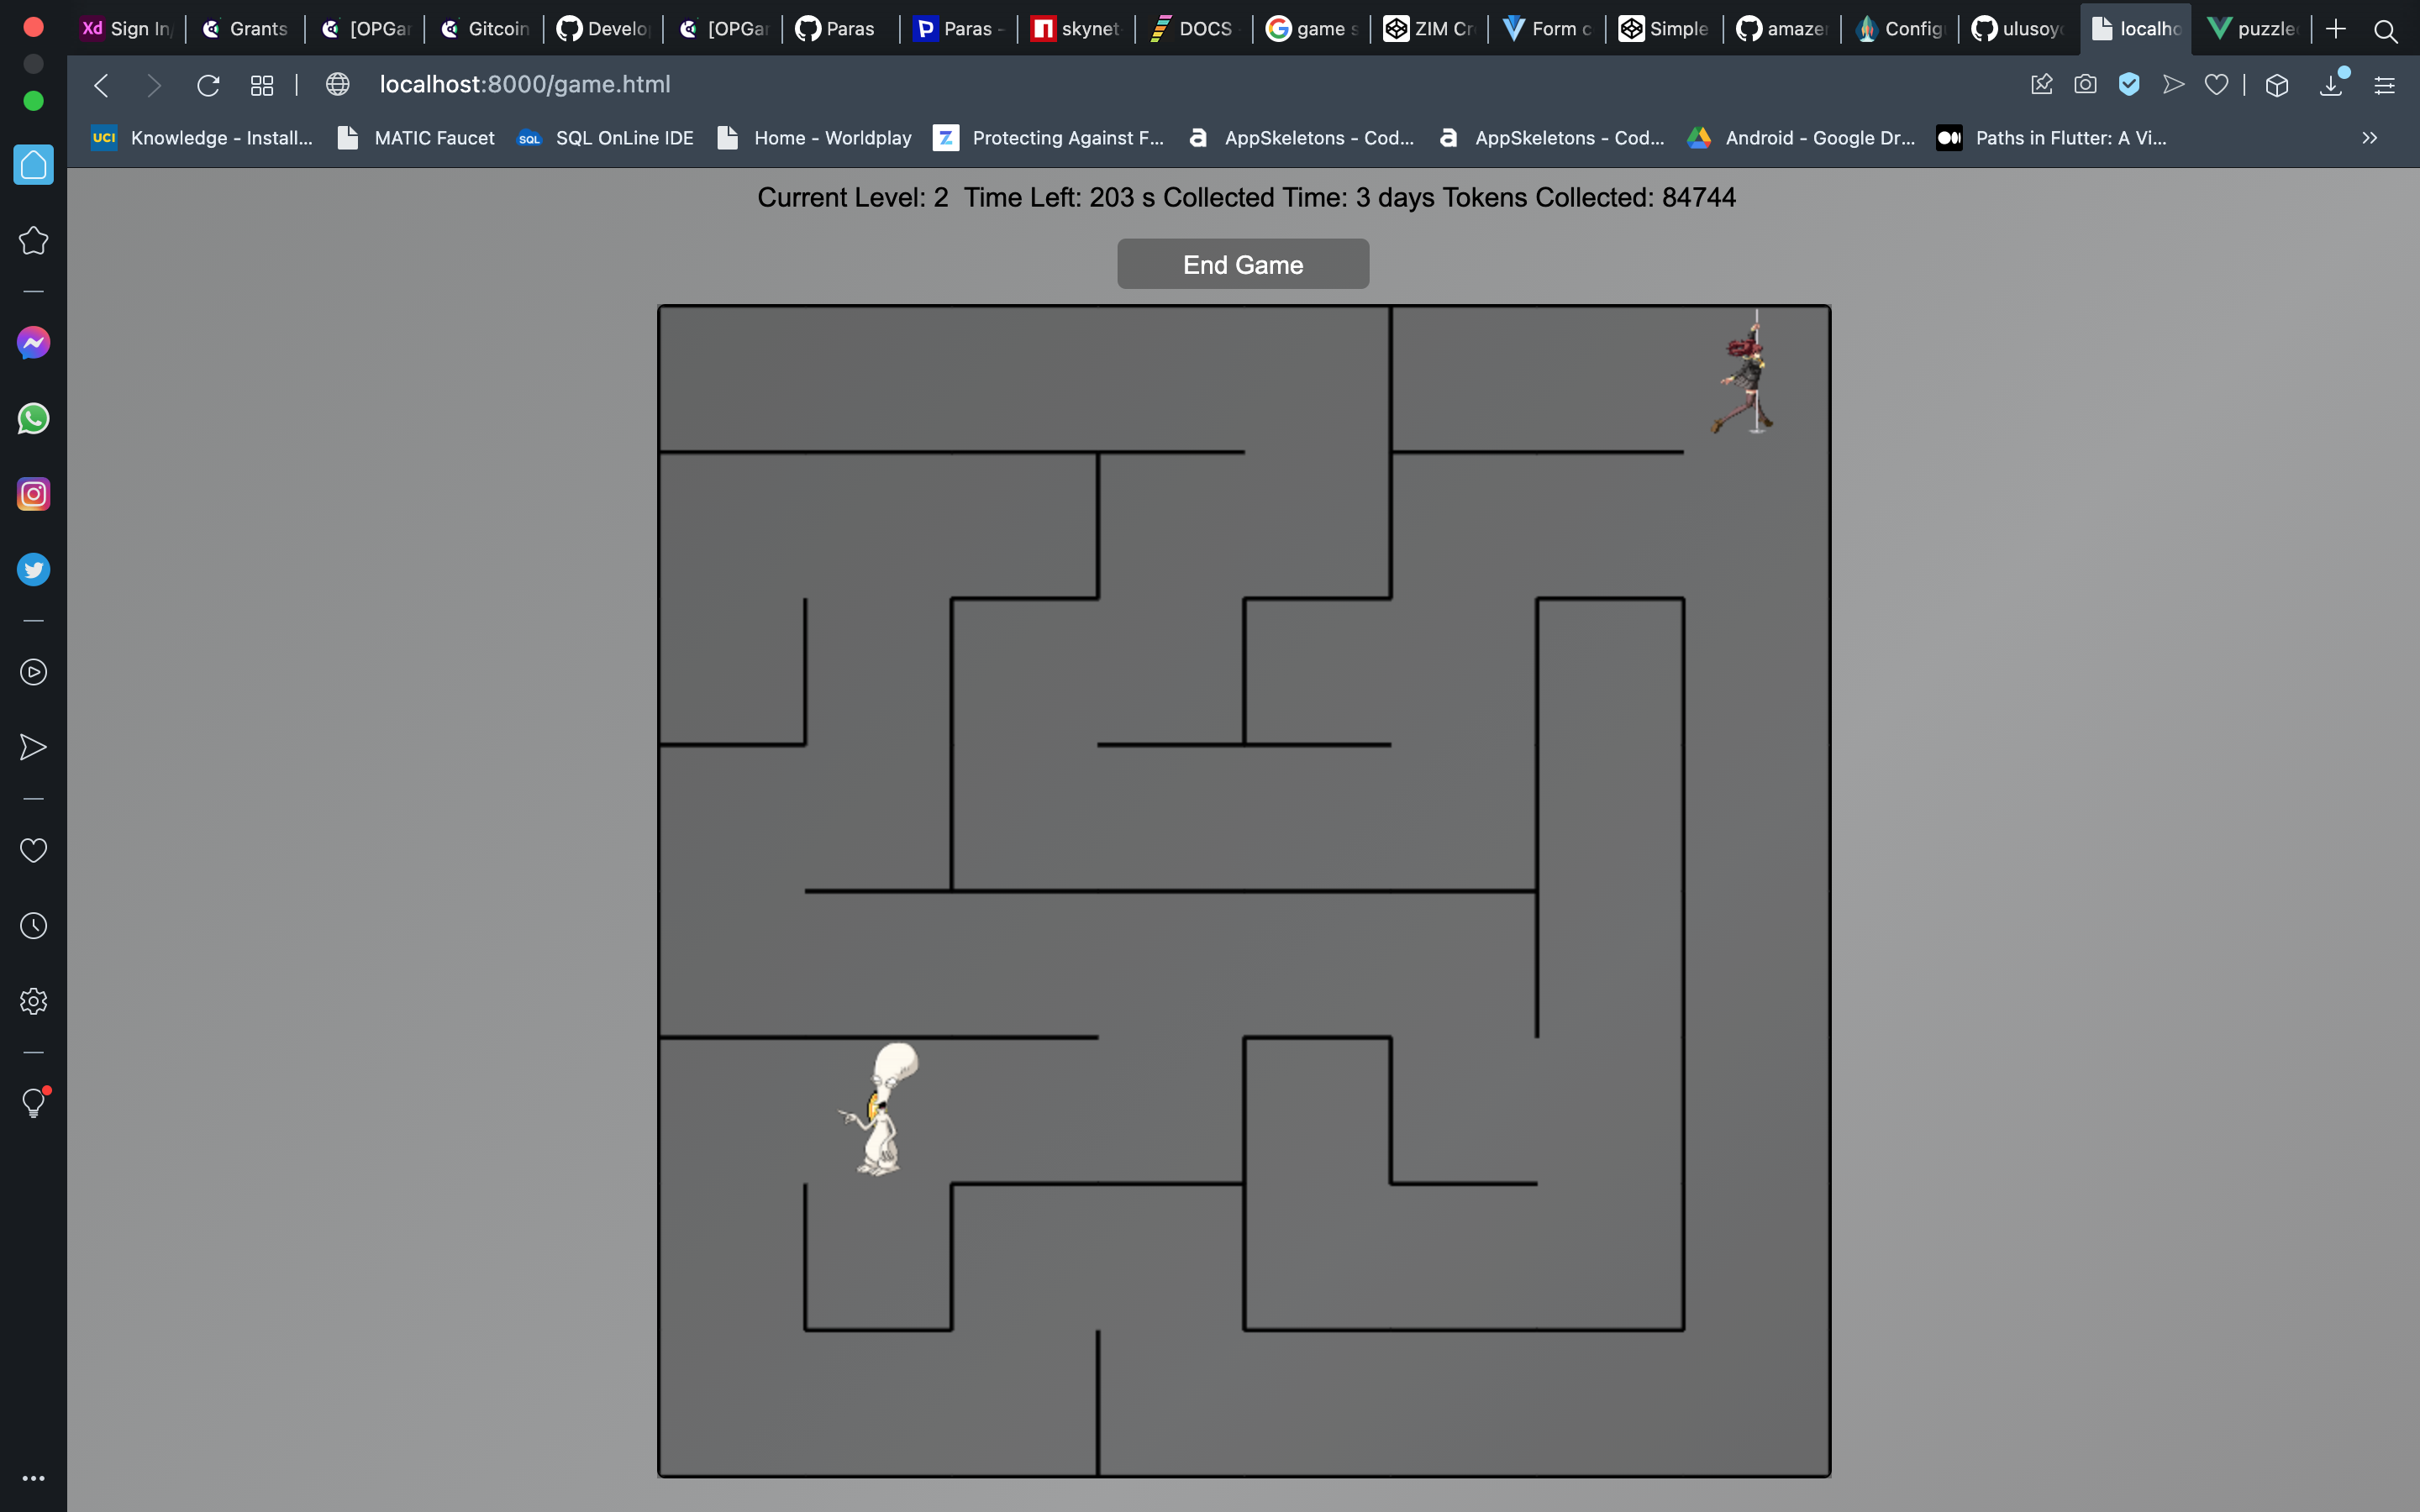 Xd Sign In/ Grants [OPGar Gitcoin Develo [OPGar Paras P Paras - n skynet- DOCS - G game s ZIM Cr Form c Simple amazer Config ulusoy localho puzzle
localhost:8000/game.html
UCI Knowledge - Install... MATIC Faucet SQL SQL OnLine IDE Home - Worldplay Z Protecting Against F... a AppSkeletons - Cod... a AppSkeletons - Cod... Android - Google Dr... Paths in Flutter: A Vi...
Current Level: 2 Time Left: 203 s Collected Time: 3 days Tokens Collected: 84744
End Game